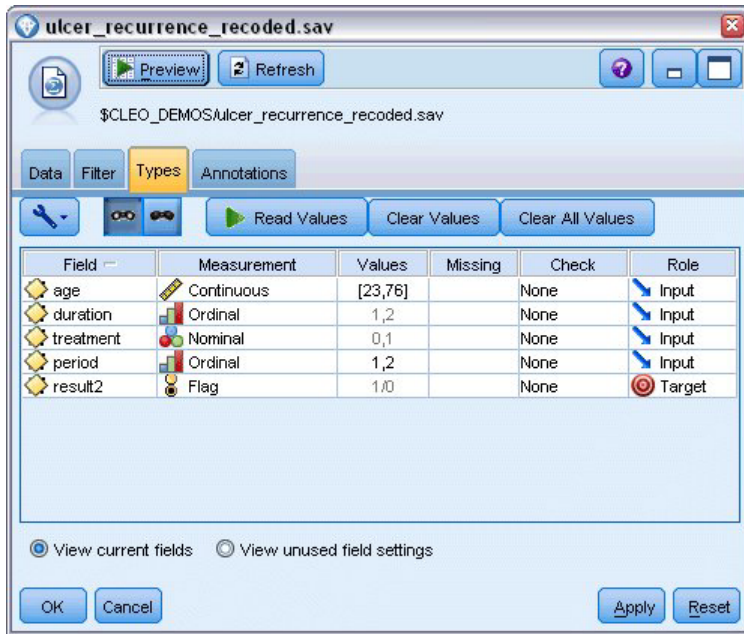 ulcer_recurrence_recoded.sav
Preview Refresh
$CLEO_DEMOS/ulcer_recurrence_recoded.sav
Data Filter Types Annotations
Read Values Clear Values Clear All Values
Field Measurement Values Missing Check Role
age Continuous [23,76] None Input
duration Ordinal 1,2 None Input
treatment Nominal 0,1 None Input
period Ordinal 1,2 None Input
result2 Flag 1/0 None Target
View current fields View unused field settings
OK Cancel Apply Reset